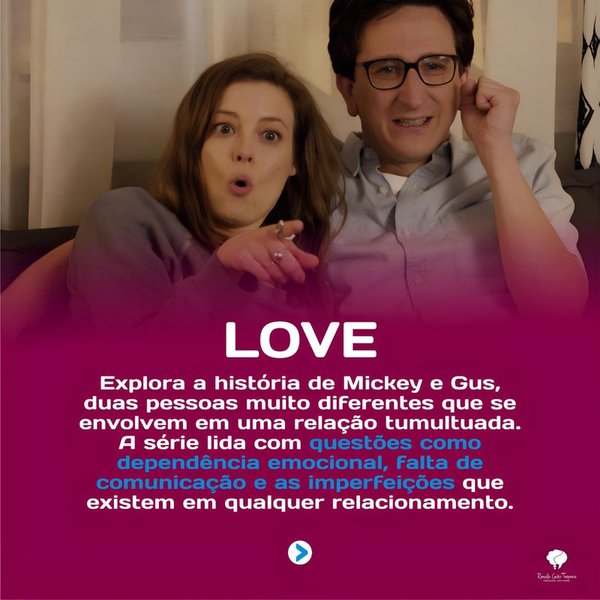 LOVE
Explora a história de Mickey e Gus,
duas pessoas muito diferentes que se
envolvem em uma relação tumultuada.
A série lida com questões como
dependência emocional, falta de
comunicação e as imperfeições que
existem em qualquer relacionamento.